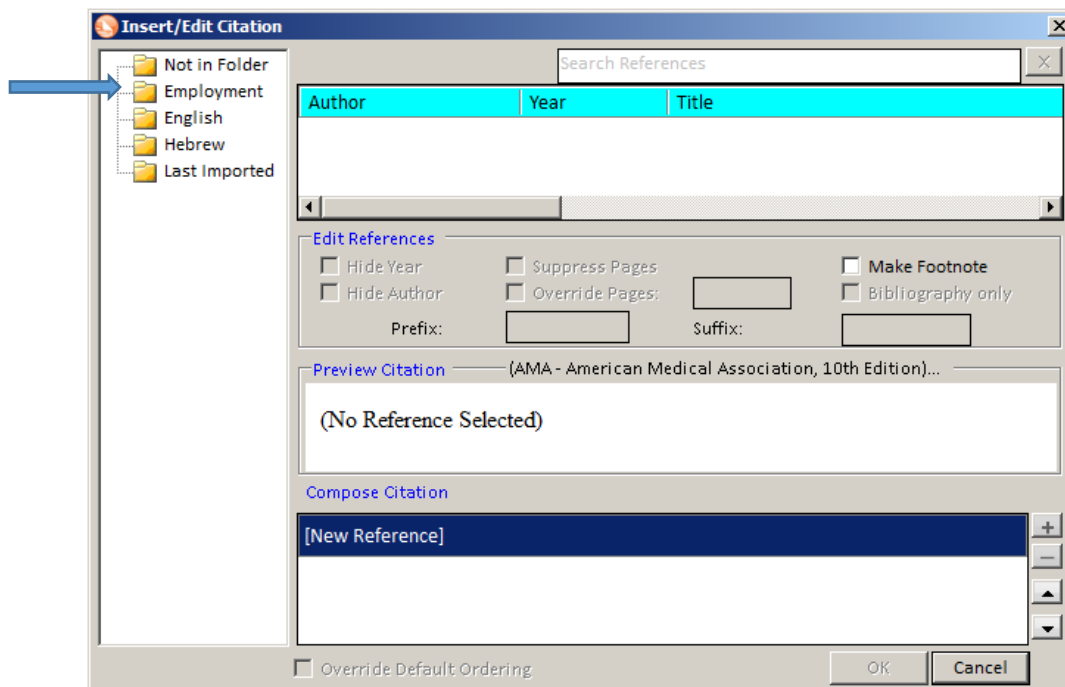 Insert/Edit Citation
Not in Folder
Employment
English
Hebrew
Last Imported
Search References
X
Author Year Title
Edit References
Hide Year Suppress Pages Make Footnote
Hide Author Override Pages: Bibliography only
Prefix: Suffix:
Preview Citation (AMA - American Medical Association, 10th Edition)...
(No Reference Selected)
Compose Citation
[New Reference]
Override Default Ordering OK Cancel